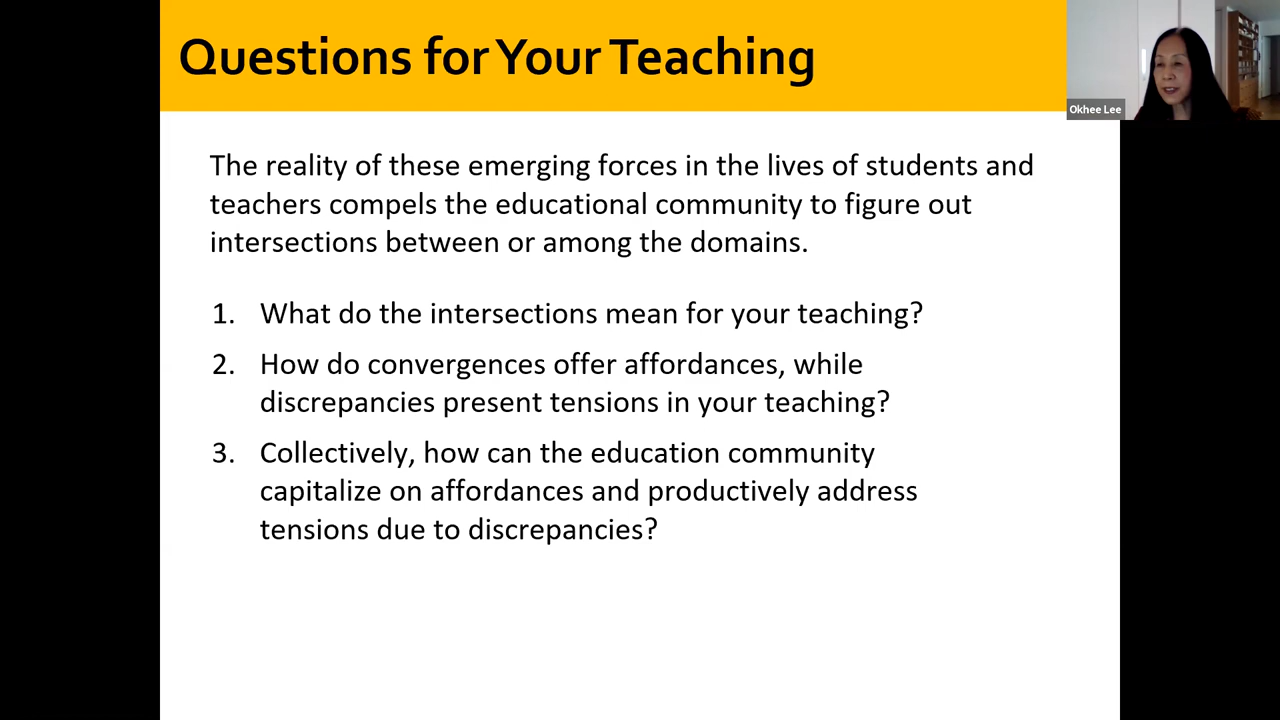 Questions for Your Teaching
Okhee Lee
The reality of these emerging forces in the lives of students and
teachers compels the educational community to figure out
intersections between or among the domains.
1. What do the intersections mean for your teaching?
2. How do convergences offer affordances, while
discrepancies present tensions in your teaching?
3. Collectively, how can the education community
capitalize on affordances and productively address
tensions due to discrepancies?